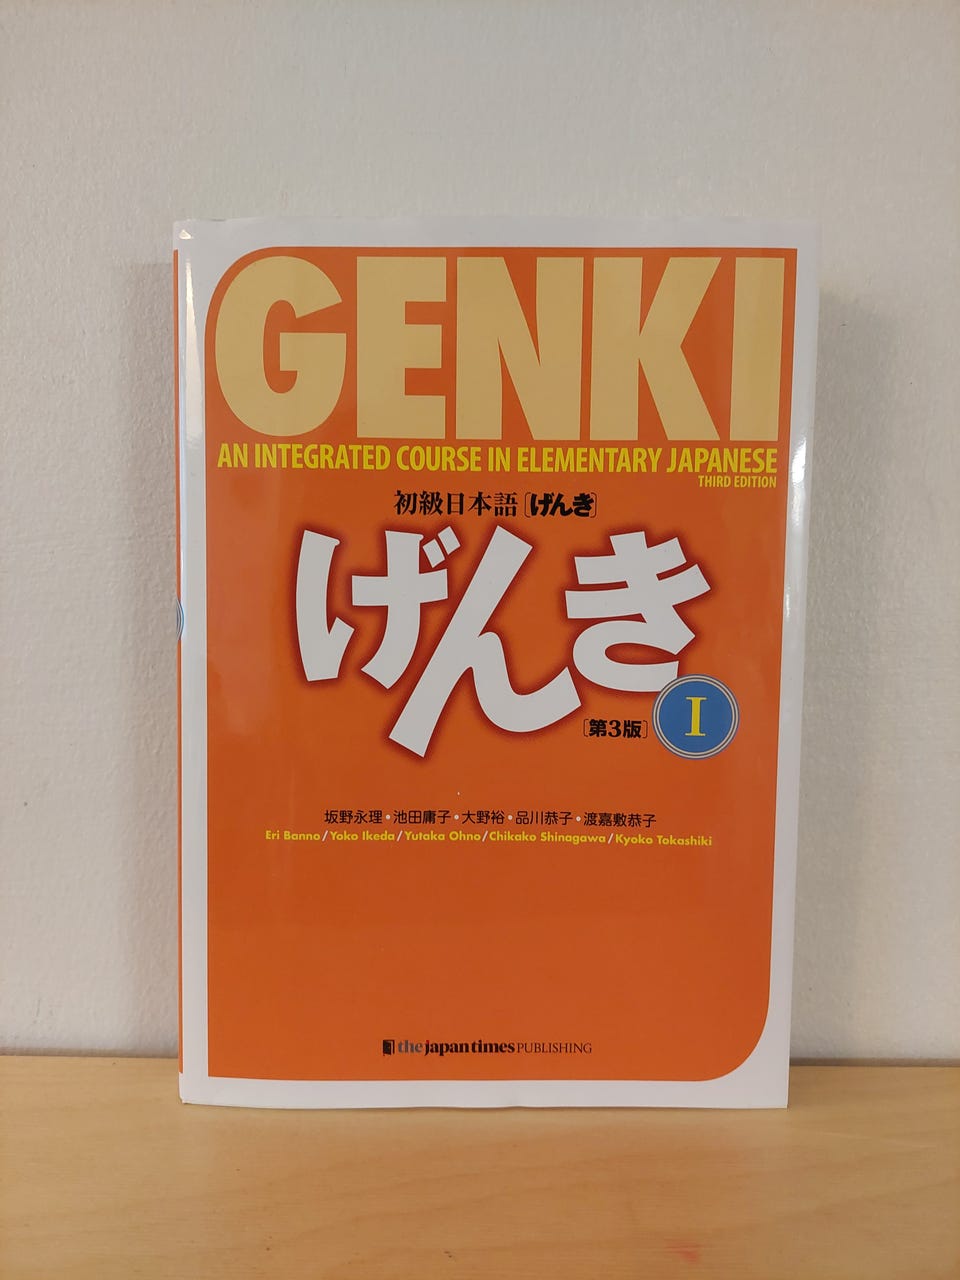 GENKI
AN INTEGRATED COURSE IN ELEMENTARY JAPANESE
THIRD EDITION
初級日本語［げんき］
げんき
［第3版］
I
坂野永理・池田庸子・大野裕・品川恭子・渡嘉敷恭子
Eri Banno/Yoko Ikeda/Yutaka Ohno/Chikako Shinagawa/Kyoko Tokashiki
the japan times PUBLISHING